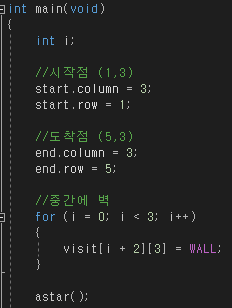 int main(void)
{
int i;
//시작점 (1,3)
start.column = 3;
start.row = 1;
//도착점 (5,3)
end.column = 3;
end.row = 5;
//중간에 벽
for (i = 0; i < 3; i++)
{
visit[i + 2][3] = WALL;
}
astar();